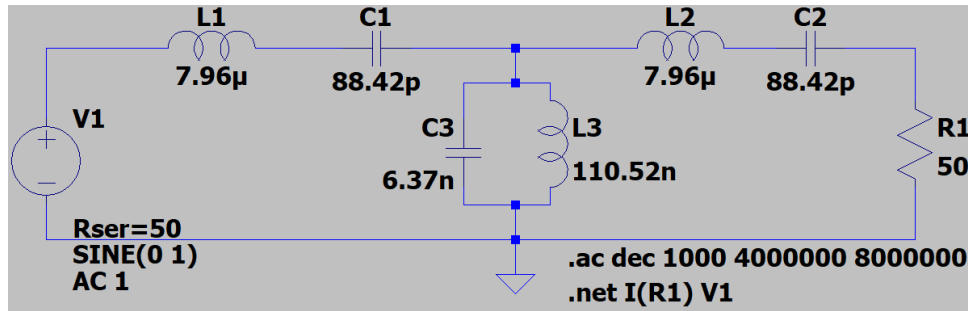 L1
C1
L2
C2
7.96µ
88.42p
7.96µ
88.42p
V1
C3
L3
R1
6.37n
110.52n
50
Rser=50
SINE(0 1)
AC 1
.ac dec 1000 4000000 8000000
.net I(R1) V1